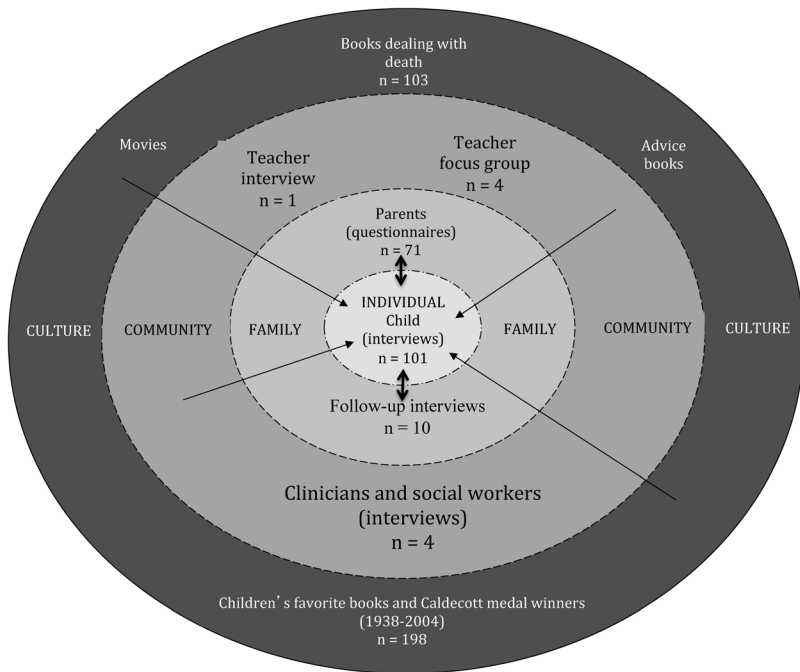 Books dealing with
death
n = 103
Movies
Advice
books
Teacher
interview
n = 1
Teacher
focus group
n = 4
Parents
(questionnaires)
n = 71
INDIVIDUAL
Child
(interviews)
n = 101
CULTURE
COMMUNITY
FAMILY
FAMILY
COMMUNITY
CULTURE
Follow-up interviews
n = 10
Clinicians and social workers
(interviews)
n = 4
Children's favorite books and Caldecott medal winners
(1938-2004)
n = 198